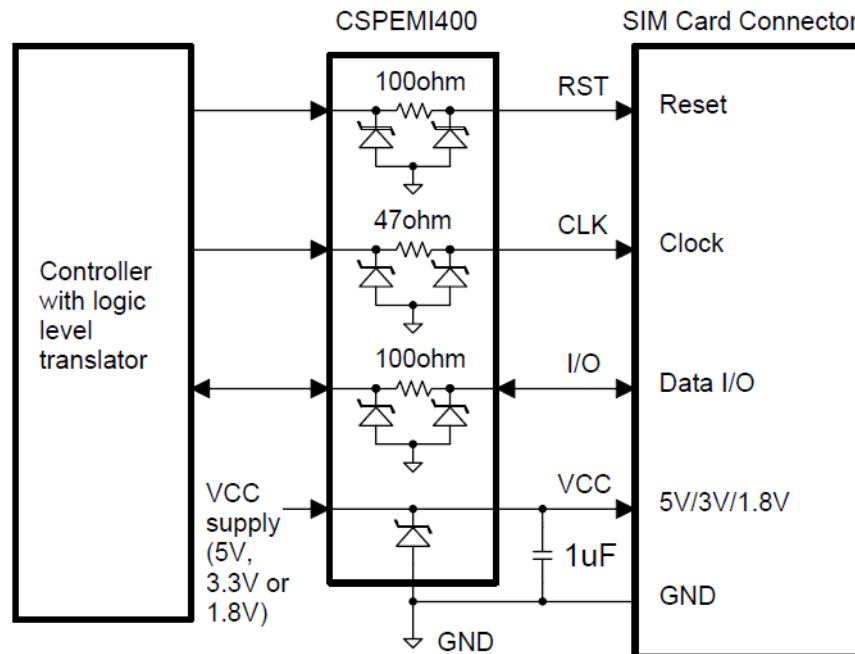 CSPEMI400
SIM Card Connector
100ohm
RST
Reset
47ohm
CLK
Clock
Controller
with logic
level
translator
100ohm
I/O
Data I/O
VCC
supply
(5V,
3.3V or
1.8V)
VCC
5V/3V/1.8V
1uF
GND
GND